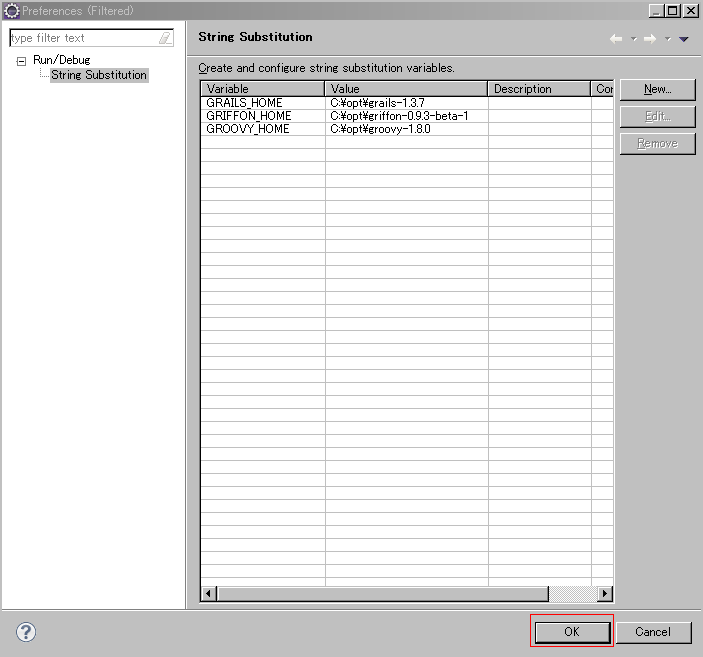 Preferences (Filtered)
type filter text
Run/Debug
String Substitution
String Substitution
Create and configure string substitution variables.
Variable Value Description Cor
GRAILS_HOME C:¥opt¥grails-1.3.7
GRIFFON_HOME C:¥opt¥griffon-0.9.3-beta-1
GROOVY_HOME C:¥opt¥groovy-1.8.0
New...
Edit...
Remove
?
OK Cancel